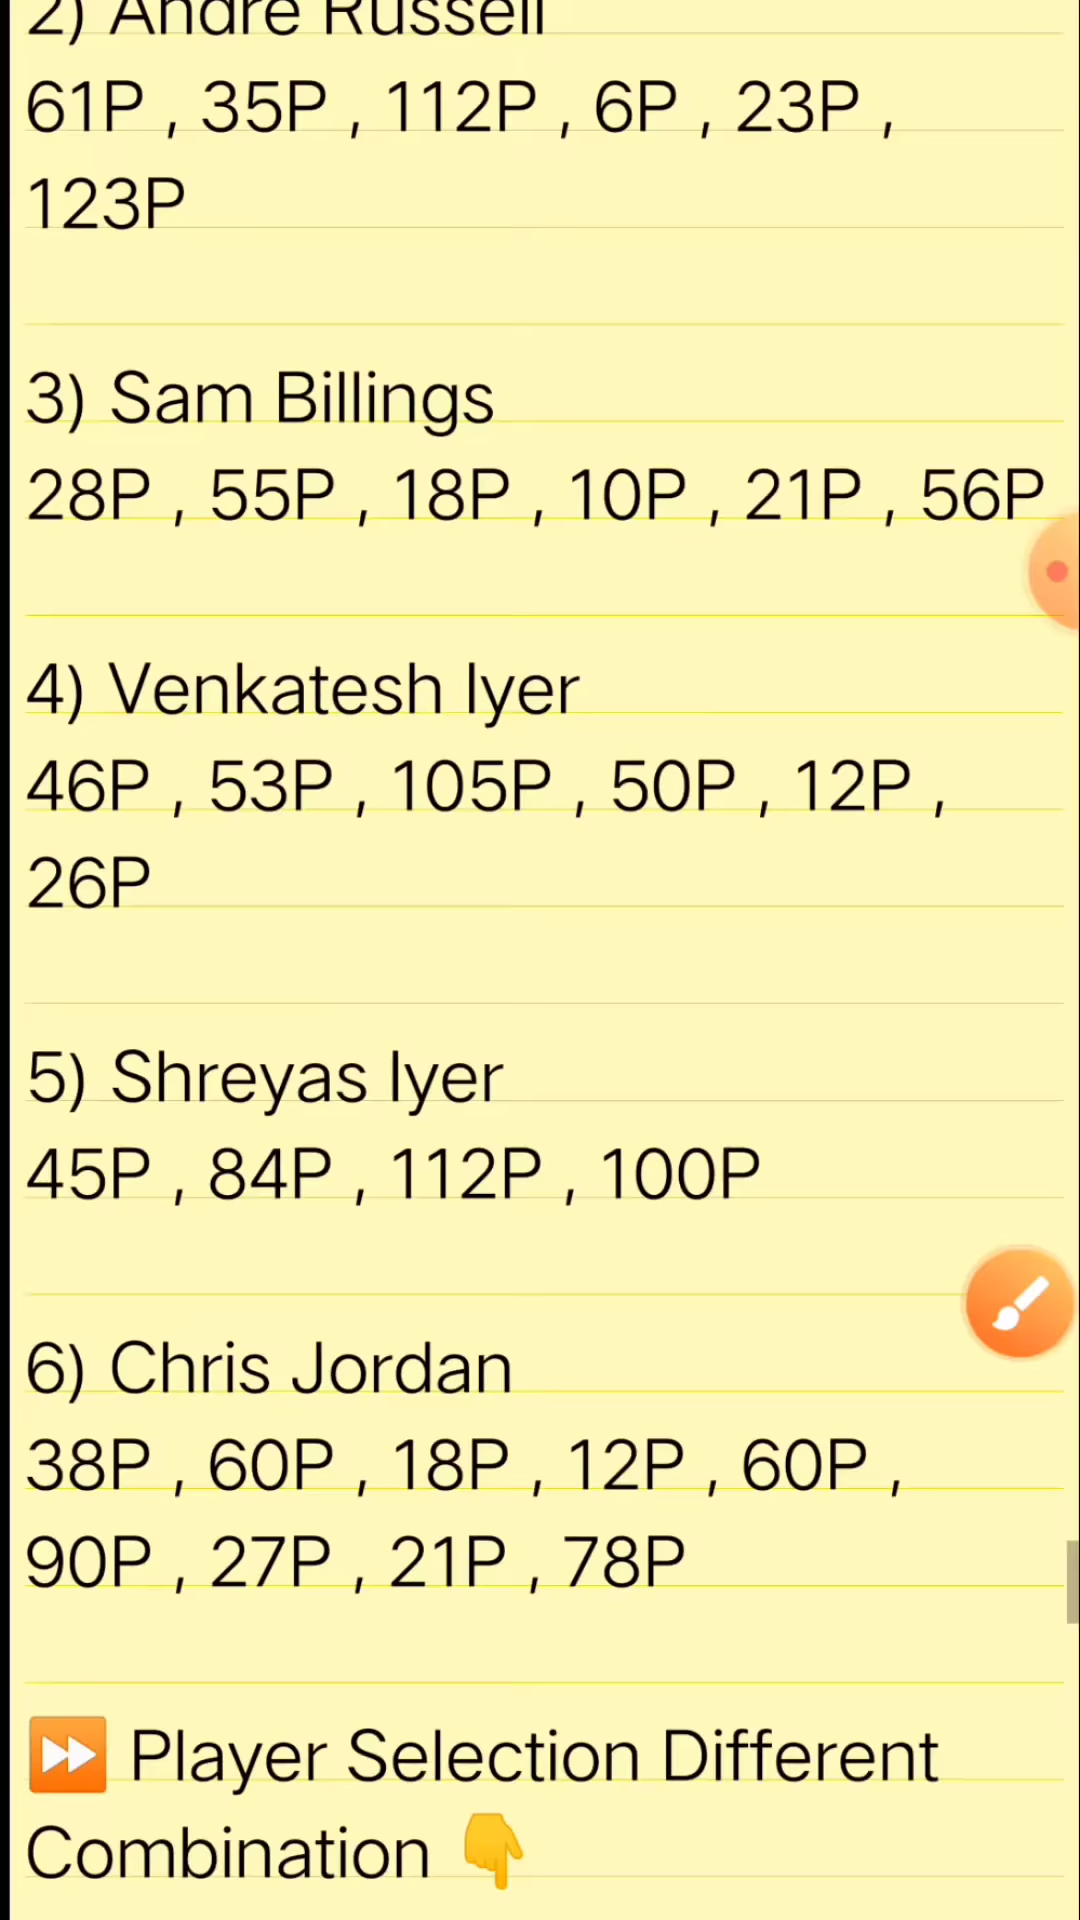 2) Andre Russell
61P , 35P , 112P , 6P , 23P ,
123P
3) Sam Billings
28P , 55P , 18P , 10P , 21P , 56P
4) Venkatesh Iyer
46P , 53P , 105P , 50P , 12P ,
26P
5) Shreyas Iyer
45P , 84P , 112P , 100P
6) Chris Jordan
38P , 60P , 18P , 12P , 60P ,
90P , 27P , 21P , 78P
⏩ Player Selection Different
Combination 👇